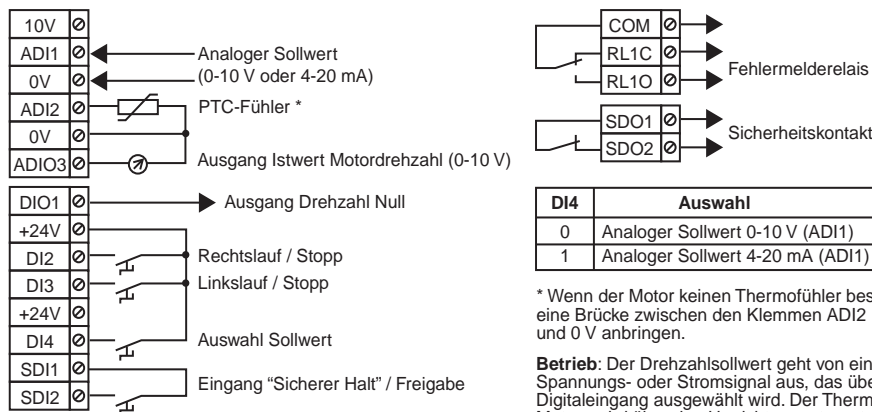 10V
ADI1
0V
ADI2
0V
ADIO3
Analoger Sollwert
(0-10 V oder 4-20 mA)
PTC-Fühler *
Ausgang Istwert Motordrehzahl (0-10 V)
DIO1
+24V
DI2
DI3
+24V
DI4
SDI1
SDI2
Ausgang Drehzahl Null
Rechtslauf / Stopp
Linkslauf / Stopp
Auswahl Sollwert
Eingang “Sicherer Halt” / Freigabe
COM
RL1C
RL1O
Fehlermelderelais
SDO1
SDO2
Sicherheitskontakt
DI4 Auswahl
0 Analoger Sollwert 0-10 V (ADI1)
1 Analoger Sollwert 4-20 mA (ADI1)
* Wenn der Motor keinen Thermofühler
eine Brücke zwischen den Klemmen ADI2
und 0 V anbringen.
Betrieb: Der Drehzahlsollwert geht von
Spannungs- oder Stromsignal aus, das
Digitaleingang ausgewählt wird. Der